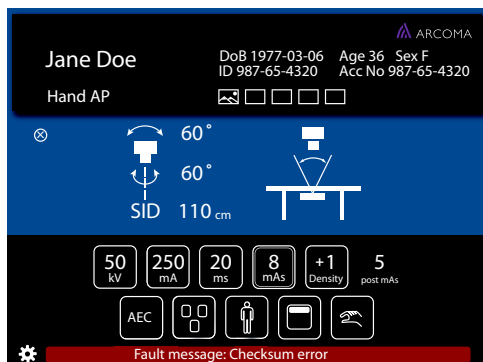 ARCOMA
Jane Doe
DoB 1977-03-06 Age 36 Sex F
ID 987-65-4320 Acc No 987-65-4320
Hand AP
60°
60°
SID 110 cm
50 kV
250 mA
20 ms
8 mAs
+1 Density
5 post mAs
AEC
Fault message: Checksum error